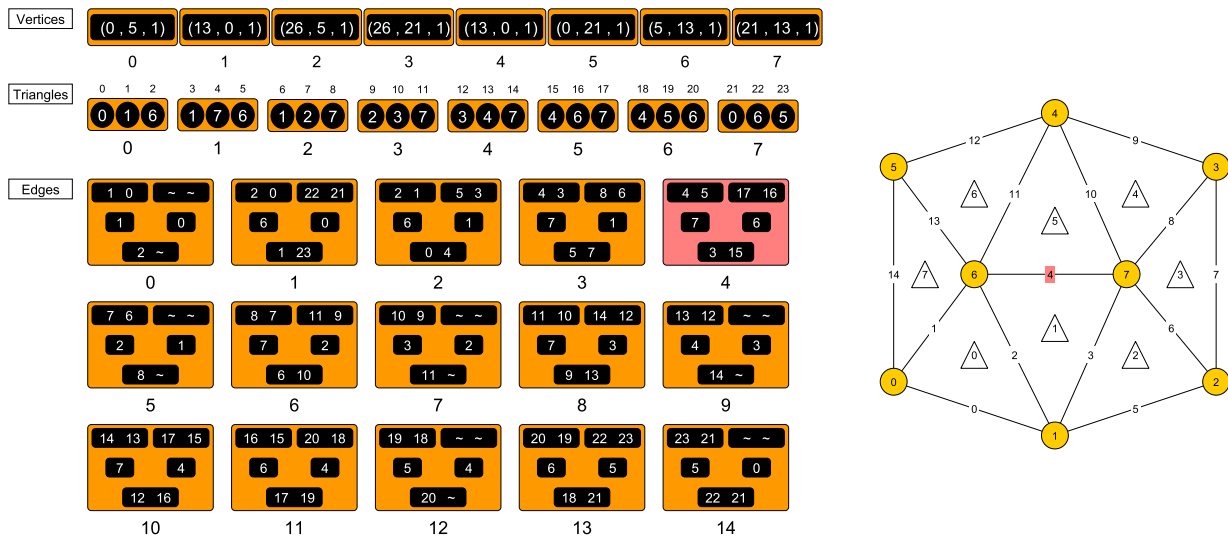 Vertices (0 , 5 , 1) (13 , 0 , 1) (26 , 5 , 1) (26 , 21 , 1) (13 , 0 , 1) (0 , 21 , 1) (5 , 13 , 1) (21 , 13 , 1)
0 1 2 3 4 5 6 7
0 1 2 3 4 5 6 7 8 9 10 11 12 13 14 15 16 17 18 19 20 21 22 23
Triangles 0 1 6 1 7 6 1 2 7 2 3 7 3 4 7 4 6 7 4 5 6 0 6 5
0 1 2 3 4 5 6 7
Edges 1 0 ~ ~ 2 0 22 21 2 1 5 3 4 3 8 6 4 5 17 16
1 0 6 0 6 1 7 1 7 6
2 ~ 1 23 0 4 5 7 3 15
0 1 2 3 4
7 6 ~ ~ 8 7 11 9 10 9 ~ ~ 11 10 14 12 13 12 ~ ~
2 1 7 2 3 2 7 3 4 3
8 ~ 6 10 11 ~ 9 13 14 ~
5 6 7 8 9
14 13 17 15 16 15 20 18 19 18 ~ ~ 20 19 22 23 23 21 ~ ~
7 4 6 4 5 4 6 5 5 0
12 16 17 19 20 ~ 18 21 22 21
10 11 12 13 14
4
12 9
5 3
6 11 10 4
13 5 8
14 7 6 4 7 3 7
1 0 2 1 3 2 6
0 2
0 5
1